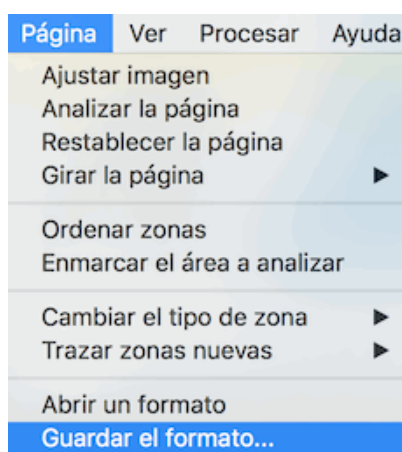 Página Ver Procesar Ayuda
Ajustar imagen
Analizar la página
Restablecer la página
Girar la página
Ordenar zonas
Enmarcar el área a analizar
Cambiar el tipo de zona
Trazar zonas nuevas
Abrir un formato
Guardar el formato...